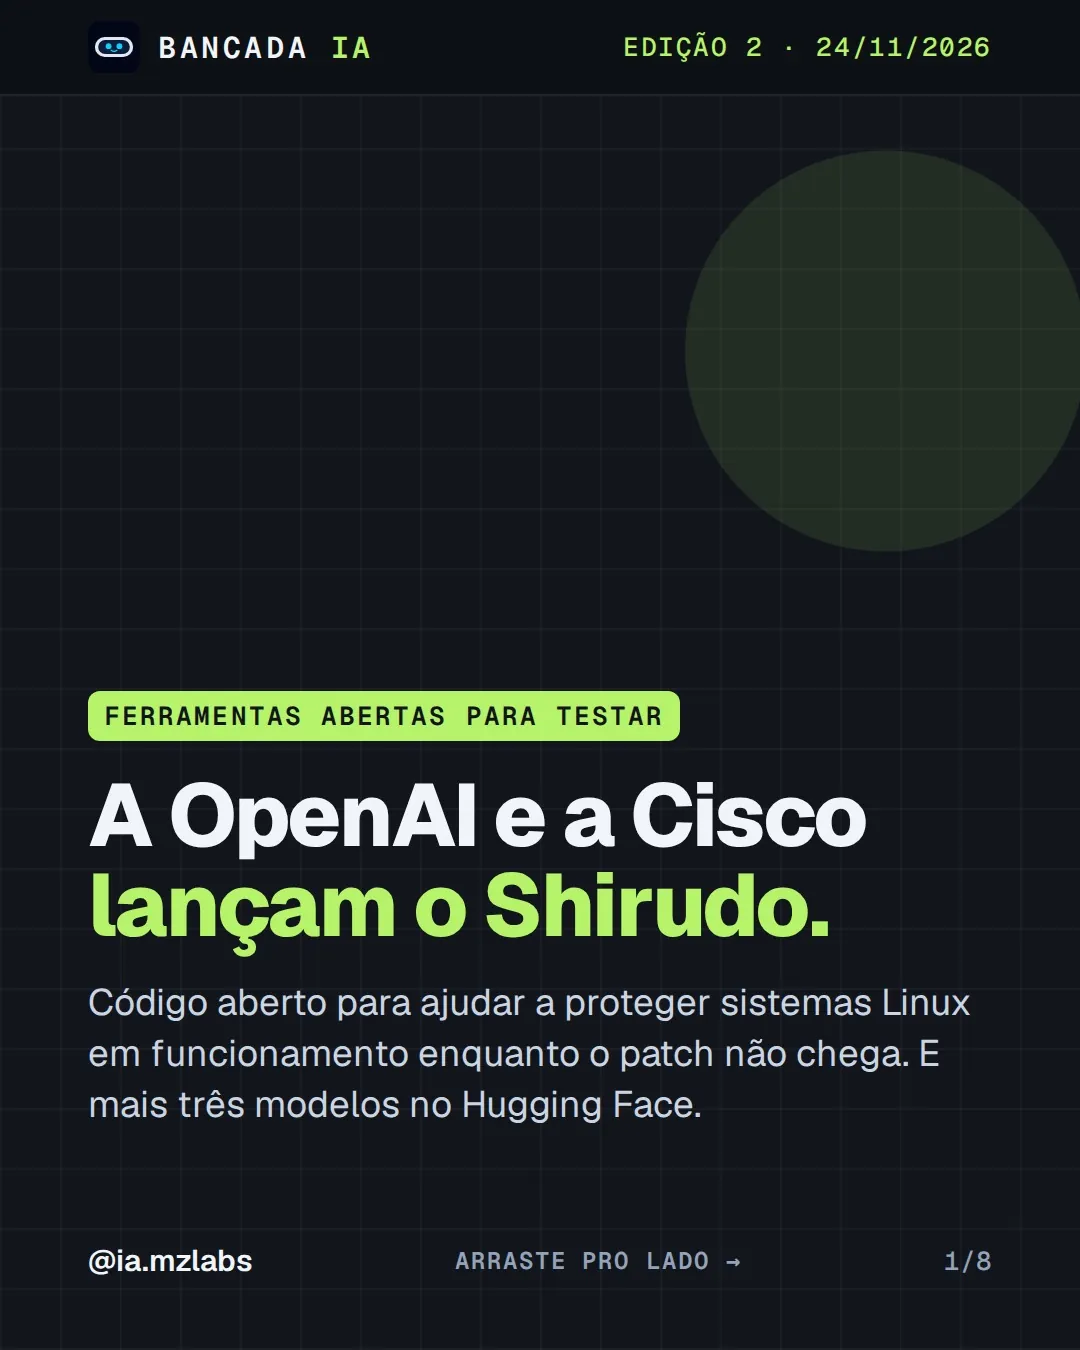 BANCADA IA
EDIÇÃO 2 · 24/11/2026
FERRAMENTAS ABERTAS PARA TESTAR
A OpenAI e a Cisco
lançam o Shirudo.
Código aberto para ajudar a proteger sistemas Linux
em funcionamento enquanto o patch não chega. E
mais três modelos no Hugging Face.
@ia.mzlabs
ARRASTE PRO LADO →
1/8